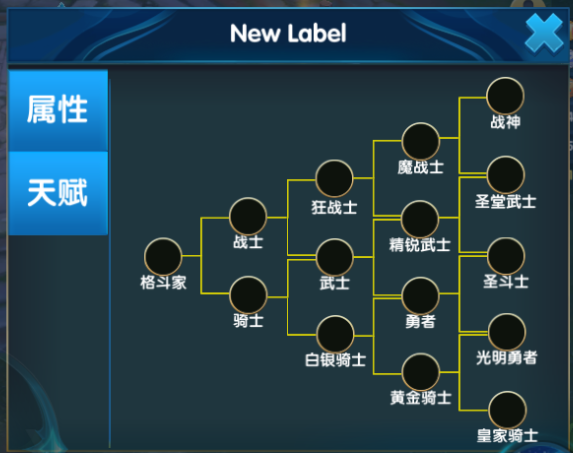 New Label
属性
天赋
战神
魔战士
狂战士
圣堂武士
战士
精锐武士
格斗家
武士
圣斗士
骑士
勇者
白银骑士
光明勇者
黄金骑士
皇家骑士